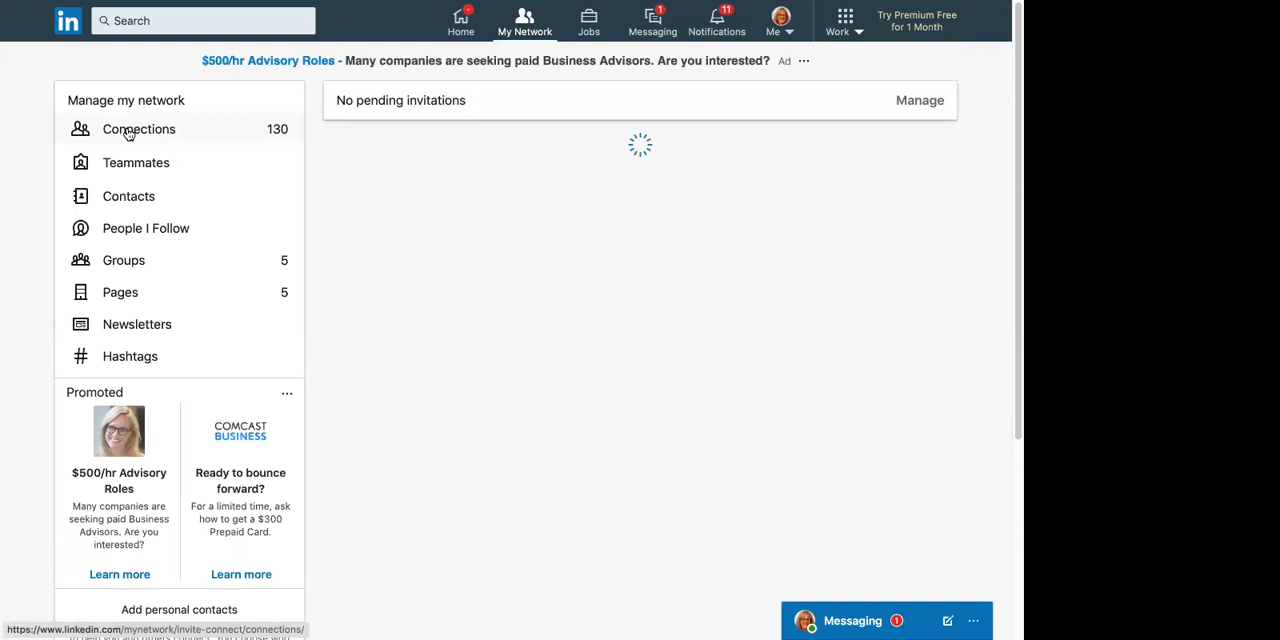 in
Search
Home
My Network
Jobs
1
Messaging
11
Notifications
Me
Work
Try Premium Free
for 1 Month
$500/hr Advisory Roles - Many companies are seeking paid Business Advisors. Are you interested? Ad ...
Manage my network
Connections 130
Teammates
Contacts
People I Follow
Groups 5
Pages 5
Newsletters
# Hashtags
No pending invitations
Manage
Promoted ...
$500/hr Advisory
Roles
Many companies are
seeking paid Business
Advisors. Are you
interested?
Learn more
COMCAST
BUSINESS
Ready to bounce
forward?
For a limited time, ask
how to get a $300
Prepaid Card.
Learn more
Add personal contacts
https://www.linkedin.com/mynetwork/invite-connect/connections/
Messaging 1 ...